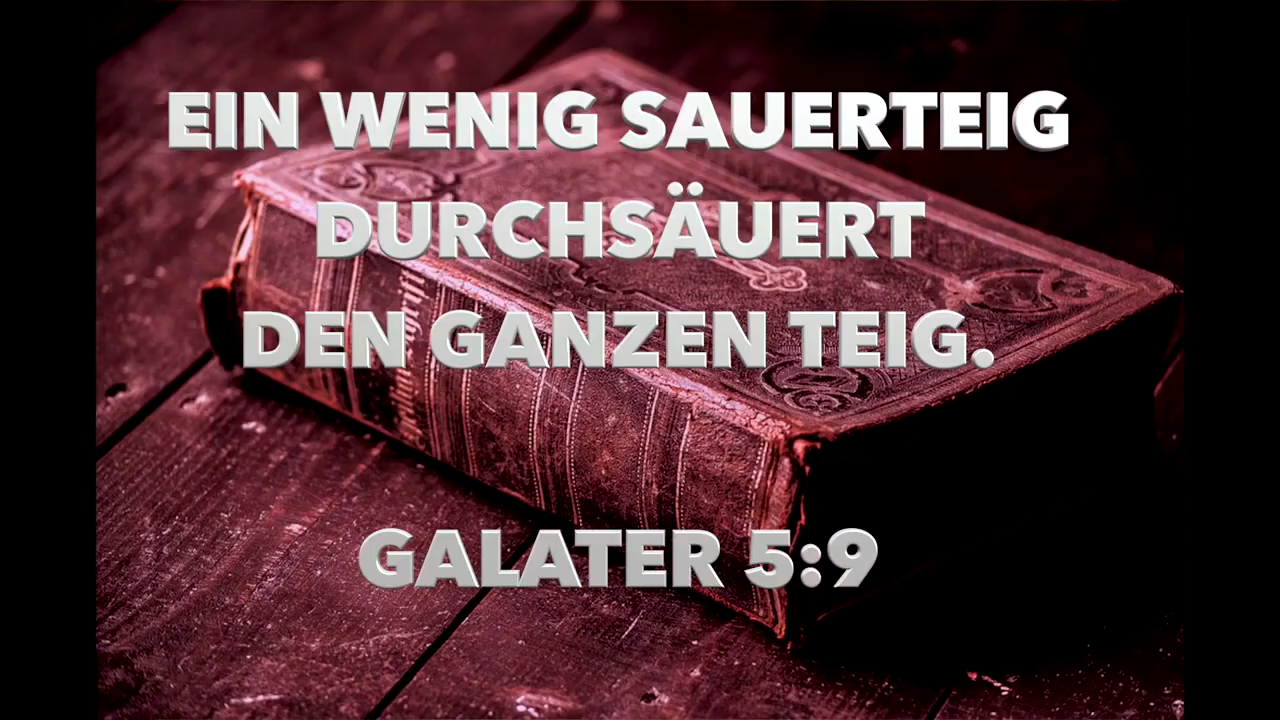 EIN WENIG SAUERTEIG
DURCHSÄUERT
DEN GANZEN TEIG.
GALATER 5:9